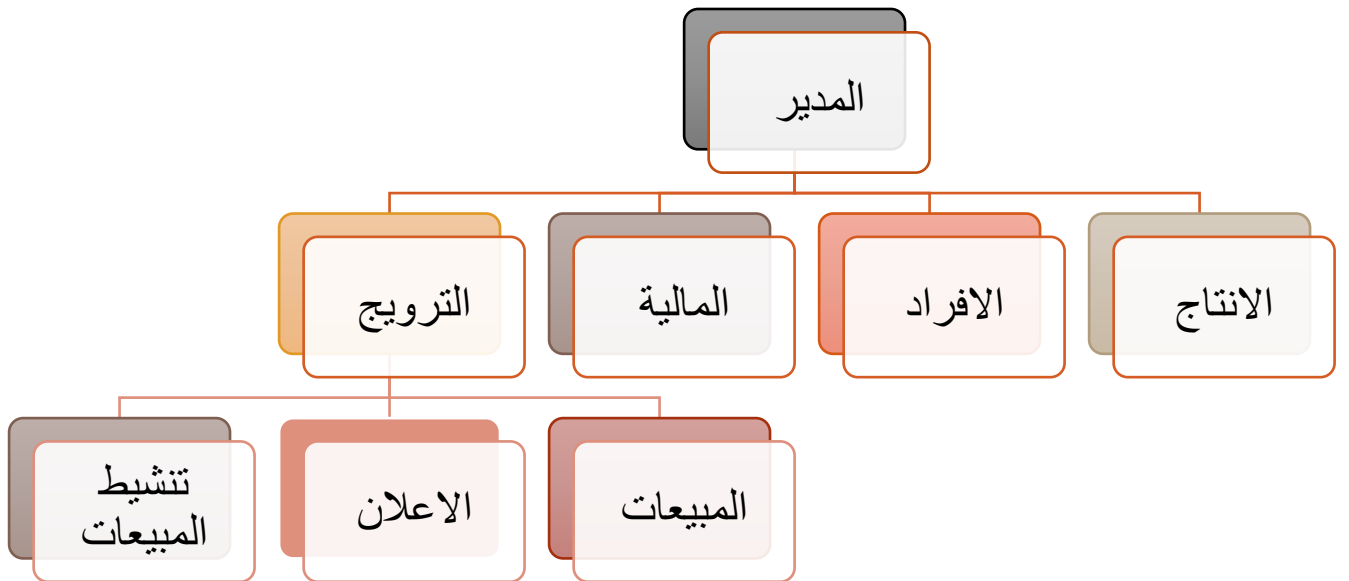 المدير
الانتاج
الافراد
المالية
الترويج
المبيعات
الاعلان
تنشيط
المبيعات